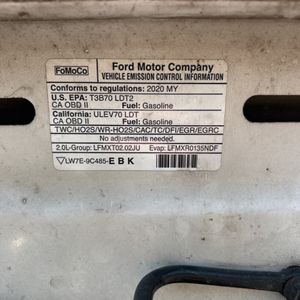 FoMoCo
Ford Motor Company
VEHICLE EMISSION CONTROL INFORMATION
Conforms to regulations: 2020 MY
U.S. EPA: T3B70 LDT2
CA OBD II Fuel: Gasoline
California: ULEV70 LDT
CA OBD II Fuel: Gasoline
TWC/HO2S/WR-HO2S/CAC/TC/DFI/EGR/EGRC
No adjustments needed.
2.0L-Group: LFMXT02.02JU Evap: LFMXR0135NDF
LW7E-9C485-EBK